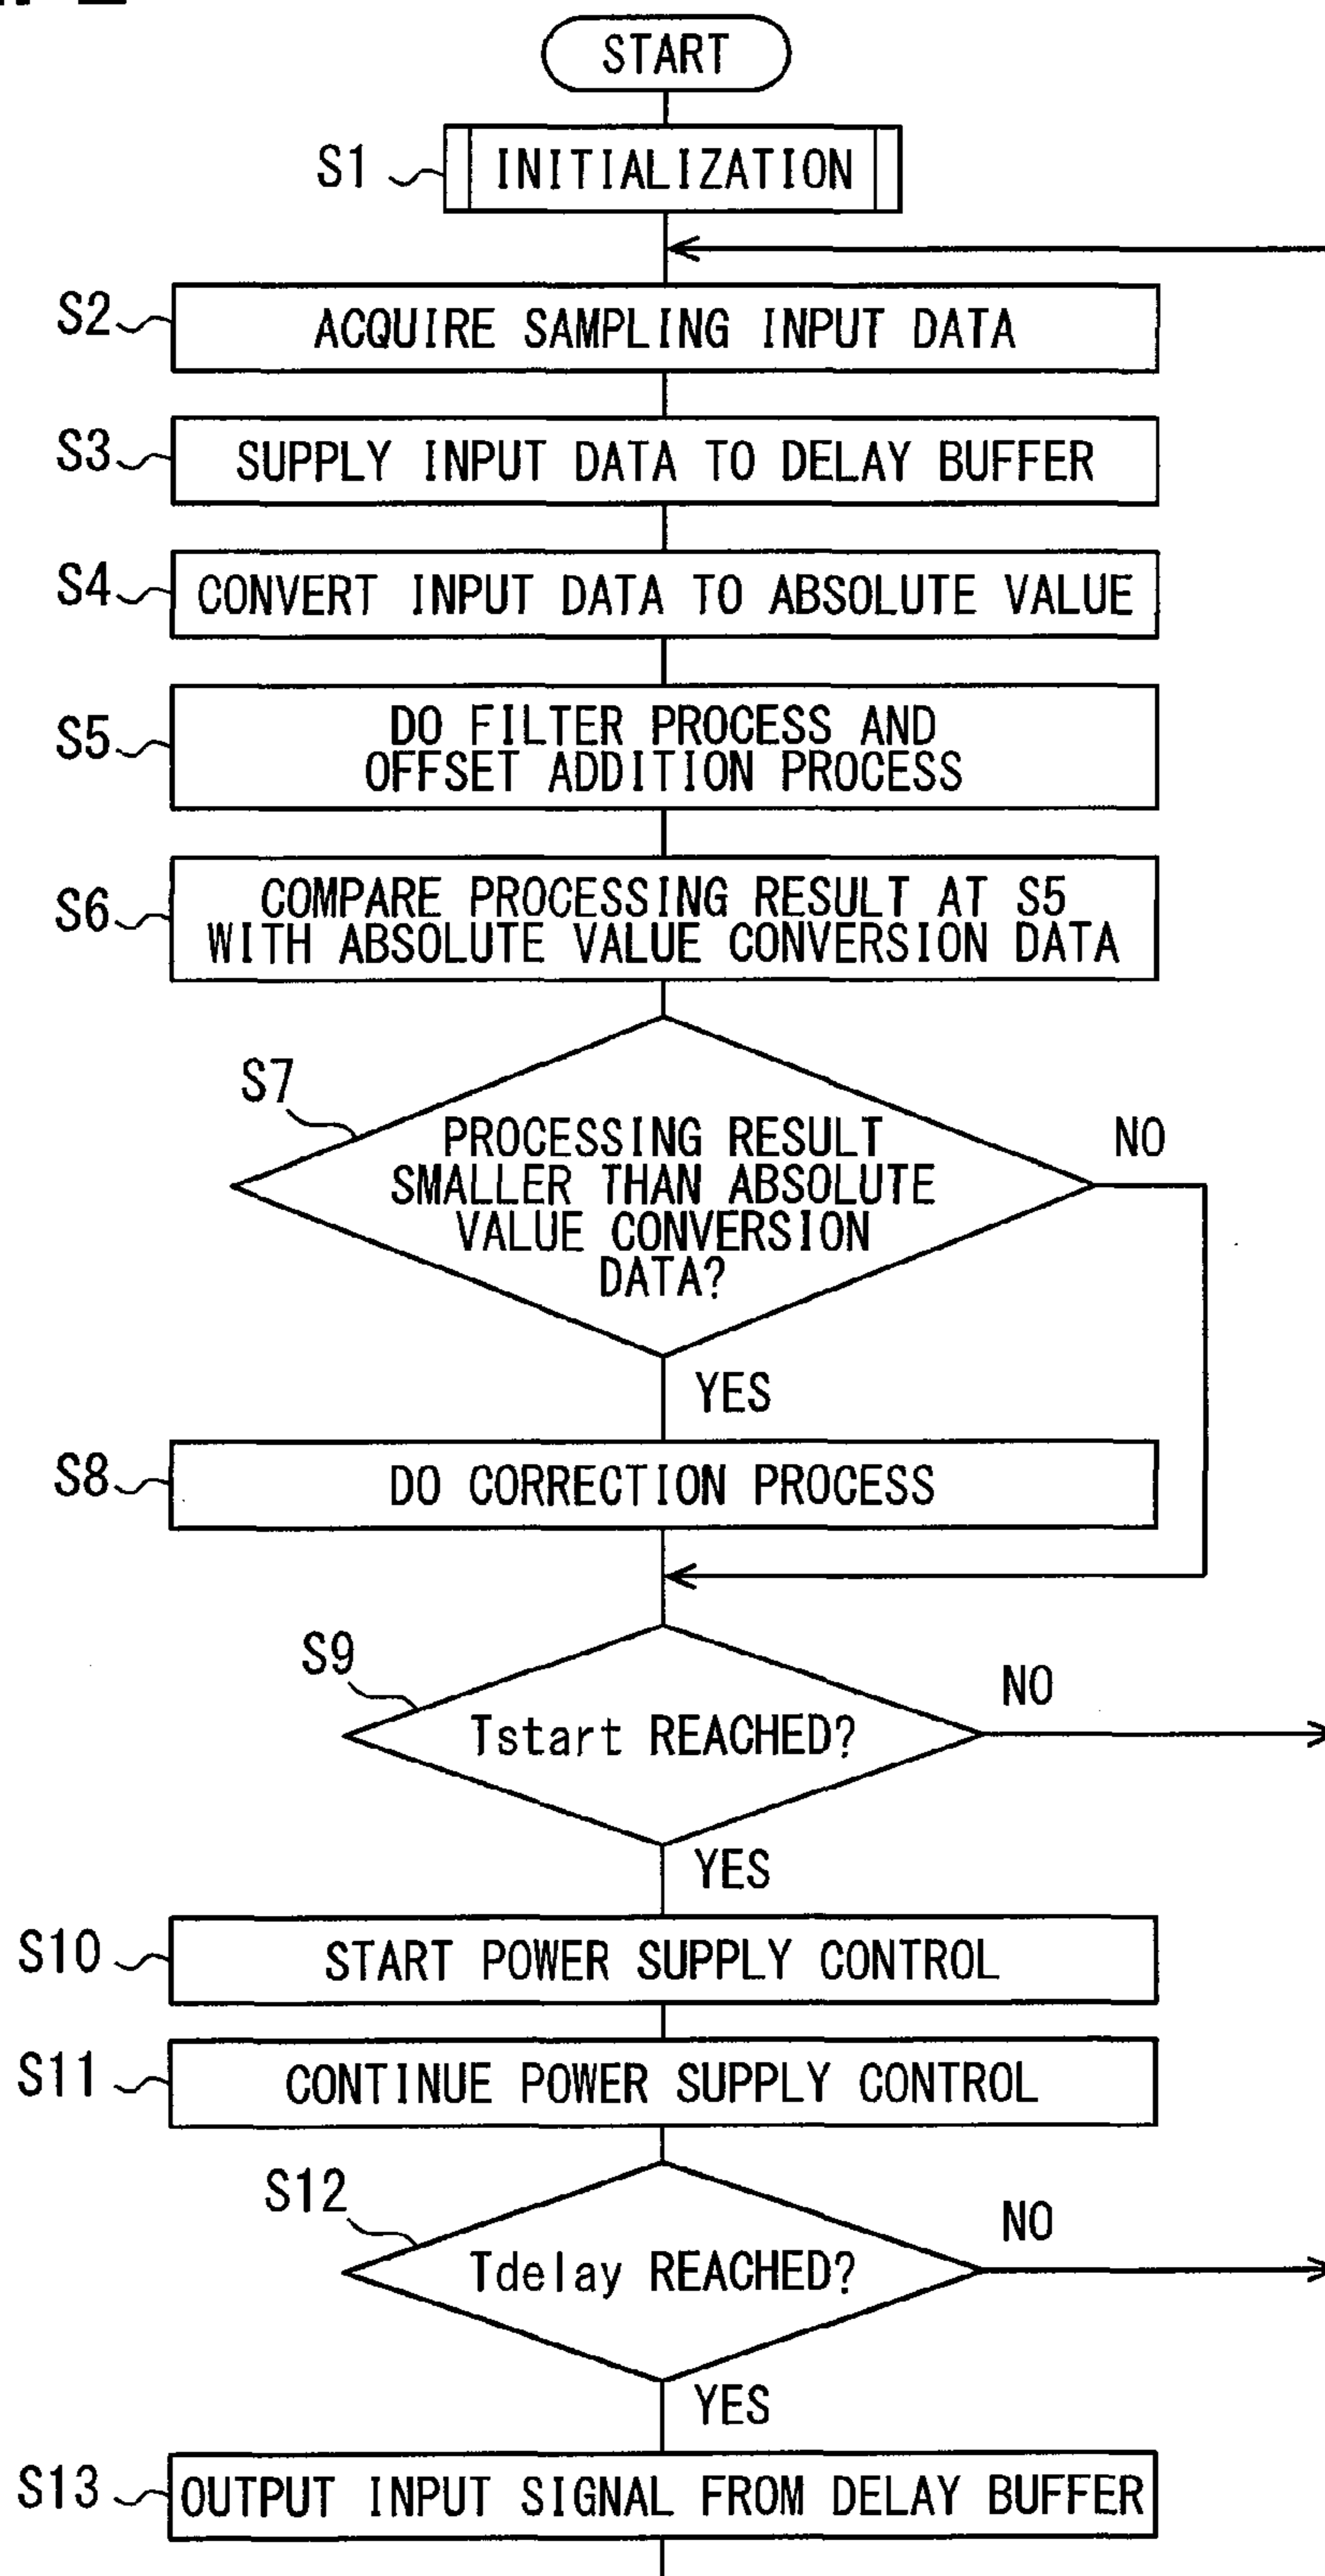 START
S1
INITIALIZATION
S2
ACQUIRE SAMPLING INPUT DATA
S3
SUPPLY INPUT DATA TO DELAY BUFFER
S4
CONVERT INPUT DATA TO ABSOLUTE VALUE
S5
DO FILTER PROCESS AND
OFFSET ADDITION PROCESS
S6
COMPARE PROCESSING RESULT AT S5
WITH ABSOLUTE VALUE CONVERSION DATA
S7
PROCESSING RESULT
SMALLER THAN ABSOLUTE
VALUE CONVERSION
DATA?
NO
YES
S8
DO CORRECTION PROCESS
S9
Tstart REACHED?
NO
YES
S10
START POWER SUPPLY CONTROL
S11
CONTINUE POWER SUPPLY CONTROL
S12
Tdelay REACHED?
NO
YES
S13
OUTPUT INPUT SIGNAL FROM DELAY BUFFER